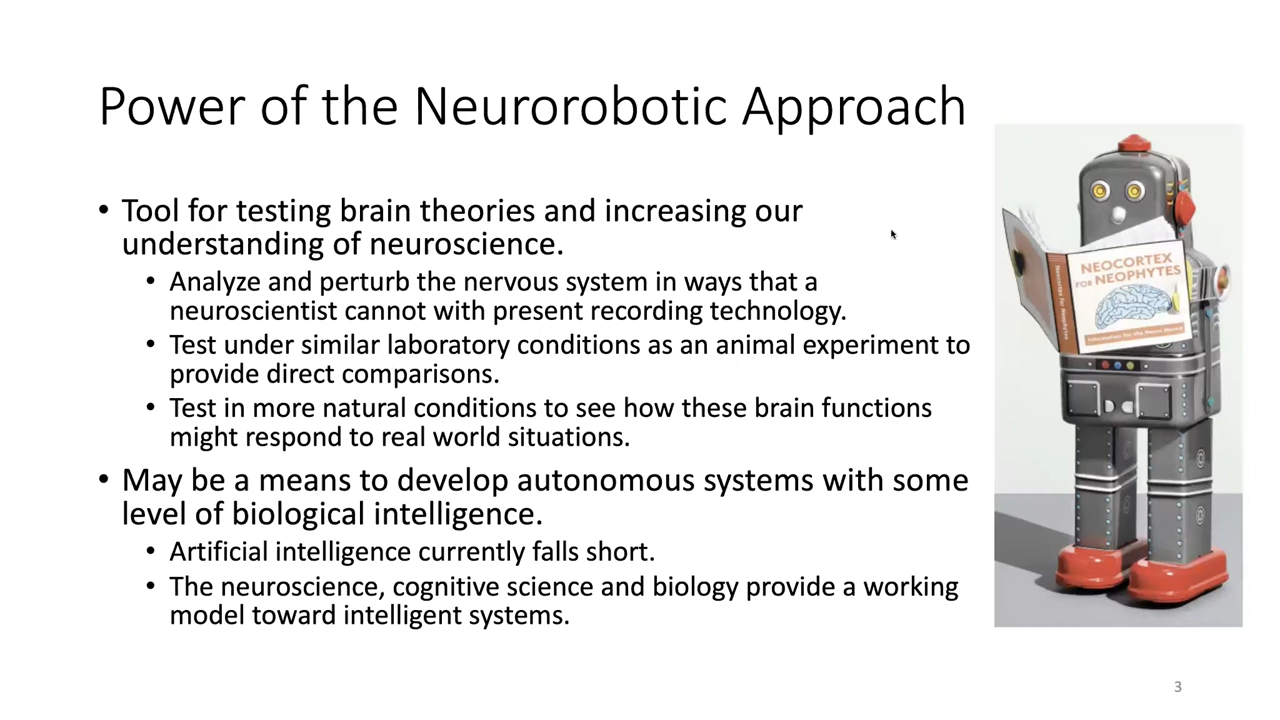 Power of the Neurorobotic Approach
• Tool for testing brain theories and increasing our
understanding of neuroscience.
• Analyze and perturb the nervous system in ways that a
neuroscientist cannot with present recording technology.
• Test under similar laboratory conditions as an animal experiment to
provide direct comparisons.
• Test in more natural conditions to see how these brain functions
might respond to real world situations.
• May be a means to develop autonomous systems with some
level of biological intelligence.
• Artificial intelligence currently falls short.
• The neuroscience, cognitive science and biology provide a working
model toward intelligent systems.
NEOCORTEX
FOR NEOPHYTES
Neocortex for Neophytes
3